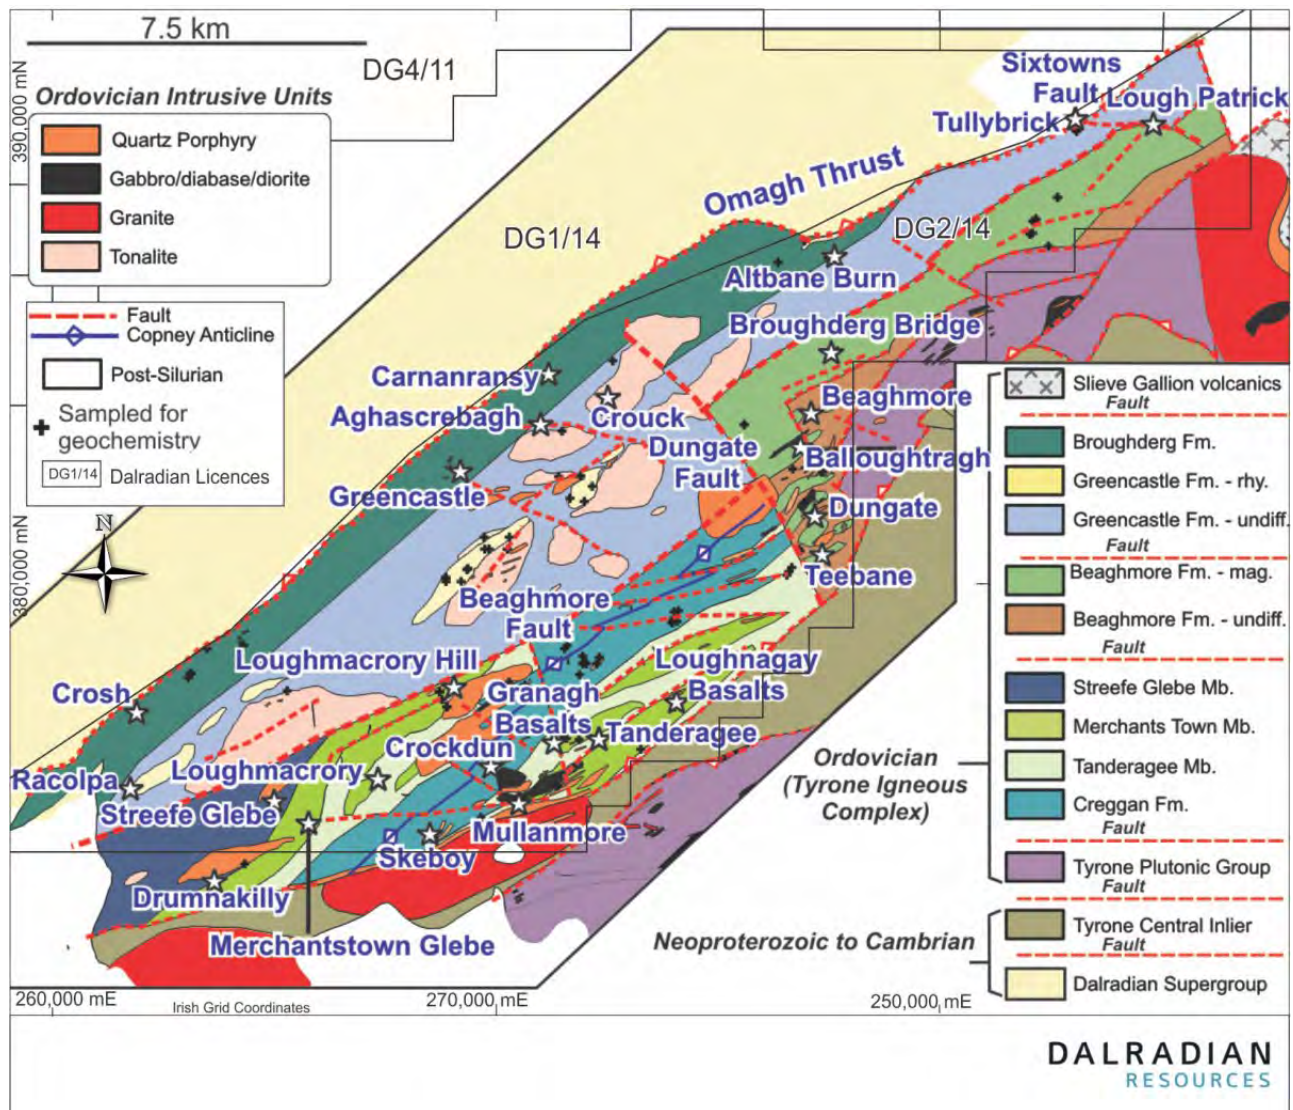 7.5 km
DG4/11
Ordovician Intrusive Units
Quartz Porphyry
Gabbro/diabase/diorite
Granite
Tonalite
Fault
Copney Anticline
Post-Silurian
Sampled for
geochemistry
DG1/14 Dalradian Licences
N
390,000 mN
380,000 mN
Sixtowns
Fault
Lough Patrick
Tullybrick
Omagh Thrust
DG1/14
DG2/14
Altbane Burn
Broughderg Bridge
Carnanransy
Aghascrebagh
Crouck
Beaghmore
Dungate
Fault
Balloughtragh
Greencastle
Dungate
Teebane
Beaghmore
Fault
Loughmacrory Hill
Loughnagay
Basalts
Granagh
Basalts
Crosh
Tanderagee
Crockdun
Loughmacrory
Racolpa
Streefe Glebe
Mullanmore
Skeboy
Drumnakilly
Merchantstown Glebe
Slieve Gallion volcanics
Fault
Broughderg Fm.
Greencastle Fm. - rhy.
Greencastle Fm. - undiff.
Fault
Beaghmore Fm. - mag.
Beaghmore Fm. - undiff.
Fault
Streefe Glebe Mb.
Merchants Town Mb.
Tanderagee Mb.
Creggan Fm.
Fault
Tyrone Plutonic Group
Fault
Tyrone Central Inlier
Fault
Dalradian Supergroup
Ordovician
(Tyrone Igneous
Complex)
Neoproterozoic to Cambrian
260,000 mE
Irish Grid Coordinates
270,000 mE
250,000 mE
DALRADIAN
RESOURCES